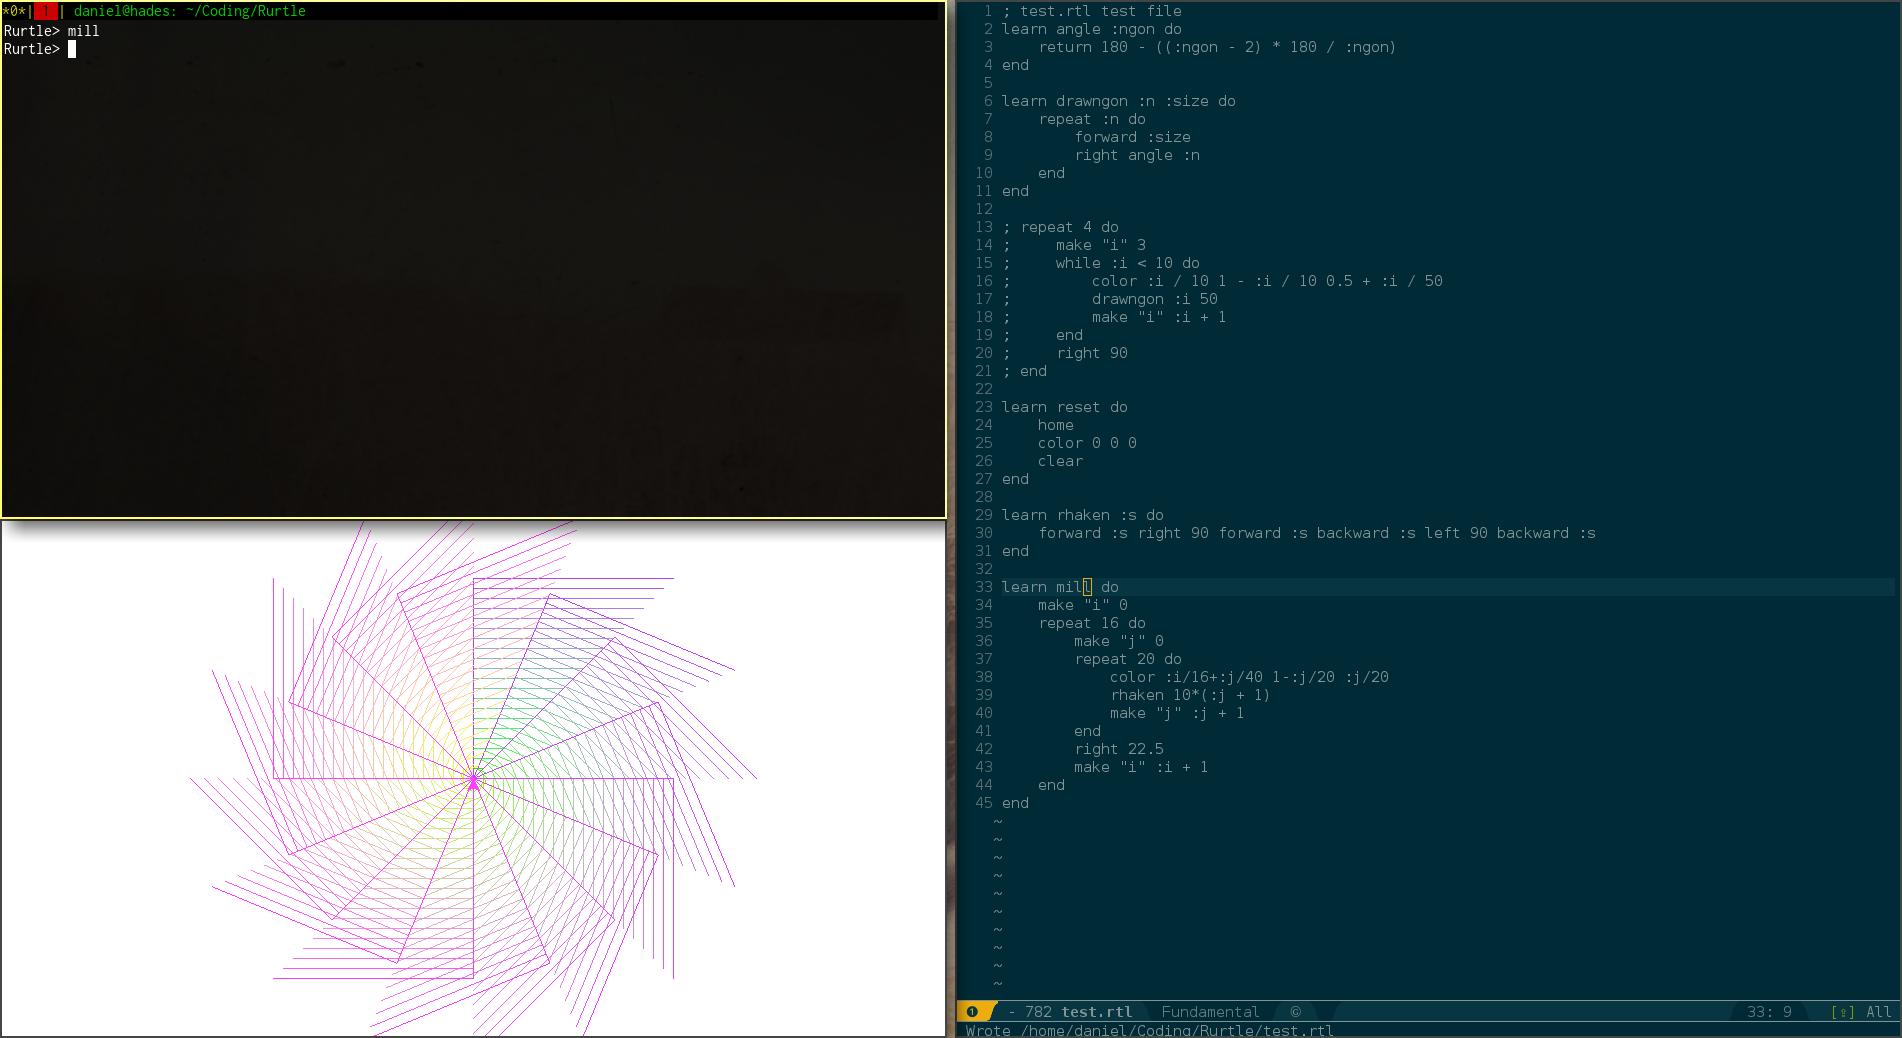 *0*| 1 | daniel@hades: ~/Coding/Rurtle
Rurtle> mill
Rurtle>
1 ; test.rtl test file
2 learn angle :ngon do
3     return 180 - ((:ngon - 2) * 180 / :ngon)
4 end
5
6 learn drawngon :n :size do
7     repeat :n do
8         forward :size
9         right angle :n
10     end
11 end
12
13 ; repeat 4 do
14 ;     make "i" 3
15 ;     while :i < 10 do
16 ;         color :i / 10 1 - :i / 10 0.5 + :i / 50
17 ;         drawngon :i 50
18 ;         make "i" :i + 1
19 ;     end
20 ;     right 90
21 ; end
22
23 learn reset do
24     home
25     color 0 0 0
26     clear
27 end
28
29 learn rhaken :s do
30     forward :s right 90 forward :s backward :s left 90 backward :s
31 end
32
33 learn mill do
34     make "i" 0
35     repeat 16 do
36         make "j" 0
37         repeat 20 do
38             color :i/16+:j/40 1-:j/20 :j/20
39             rhaken 10*(:j + 1)
40             make "j" :j + 1
41         end
42         right 22.5
43         make "i" :i + 1
44     end
45 end
~
~
~
~
~
~
~
~
~
~
❶ - 782 test.rtl Fundamental © 33: 9 [⇪] All
Wrote /home/daniel/Coding/Rurtle/test.rtl